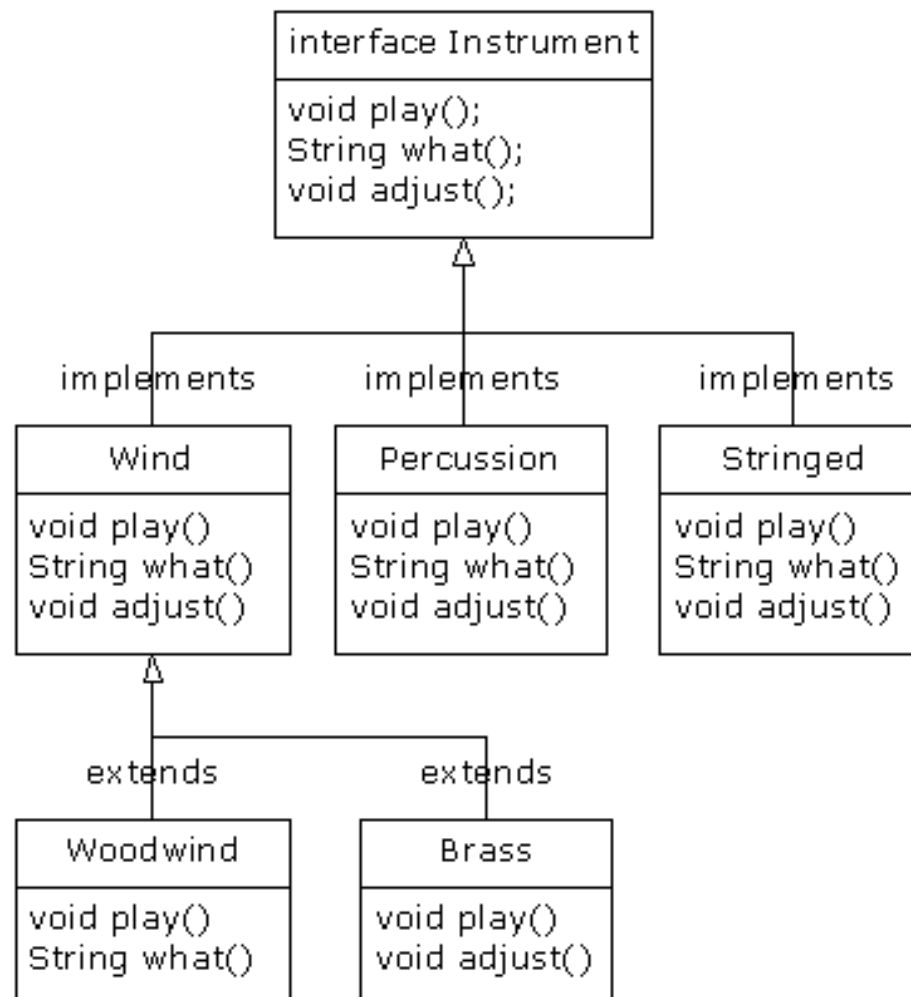 interface Instrument
void play();
String what();
void adjust();
implements
implements
implements
Wind
void play()
String what()
void adjust()
Percussion
void play()
String what()
void adjust()
Stringed
void play()
String what()
void adjust()
extends
extends
Woodwind
void play()
String what()
Brass
void play()
void adjust()